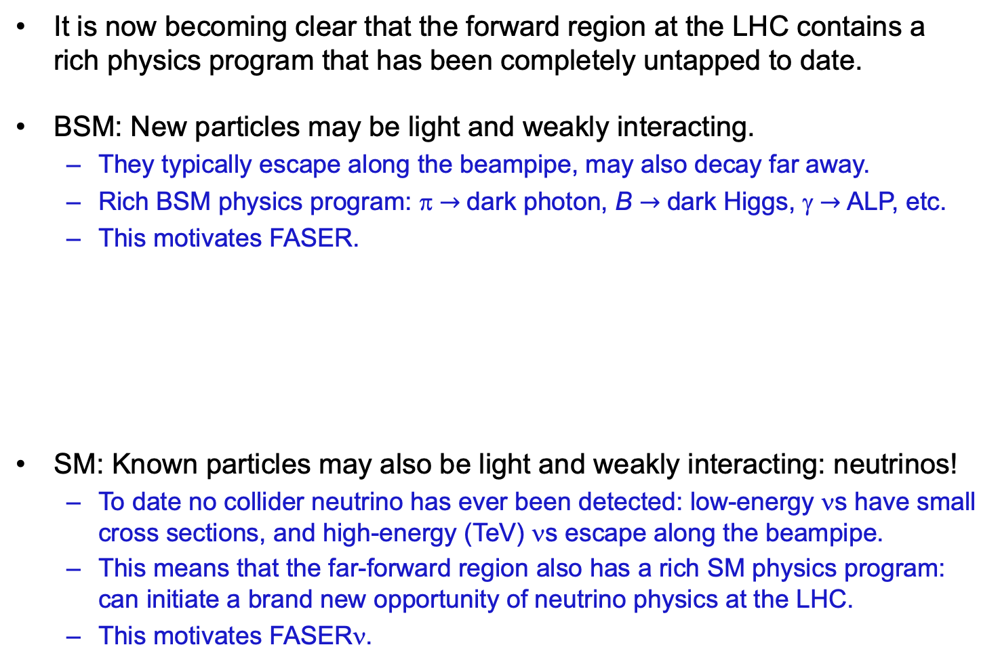 • It is now becoming clear that the forward region at the LHC contains a
rich physics program that has been completely untapped to date.
• BSM: New particles may be light and weakly interacting.
– They typically escape along the beampipe, may also decay far away.
– Rich BSM physics program: π → dark photon, B → dark Higgs, γ → ALP, etc.
– This motivates FASER.
• SM: Known particles may also be light and weakly interacting: neutrinos!
– To date no collider neutrino has ever been detected: low-energy νs have small
cross sections, and high-energy (TeV) νs escape along the beampipe.
– This means that the far-forward region also has a rich SM physics program:
can initiate a brand new opportunity of neutrino physics at the LHC.
– This motivates FASERν.